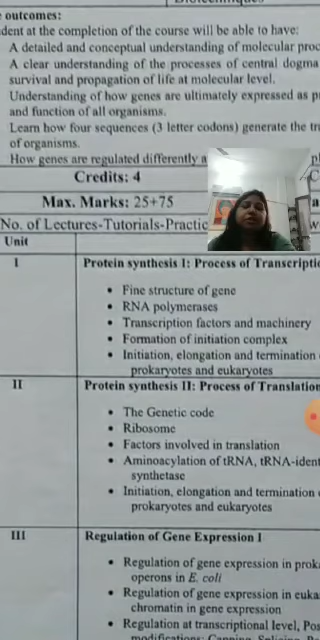 Biotechniques
outcomes:
dent at the completion of the course will be able to have:
A detailed and conceptual understanding of molecular proc
A clear understanding of the processes of central dogma
survival and propagation of life at molecular level.
Understanding of how genes are ultimately expressed as p
and function of all organisms.
Learn how four sequences (3 letter codons) generate the tr
of organisms.
How genes are regulated differently a
Credits: 4
Max. Marks: 25+75
No. of Lectures-Tutorials-Practic
Unit
I
Protein synthesis I: Process of Transcriptio
• Fine structure of gene
• RNA polymerases
• Transcription factors and machinery
• Formation of initiation complex
• Initiation, elongation and termination
prokaryotes and eukaryotes
II
Protein synthesis II: Process of Translation
• The Genetic code
• Ribosome
• Factors involved in translation
• Aminoacylation of tRNA, tRNA-ident
synthetase
• Initiation, elongation and termination
prokaryotes and eukaryotes
III
Regulation of Gene Expression I
• Regulation of gene expression in prok
operons in E. coli
• Regulation of gene expression in euka
chromatin in gene expression
• Regulation at transcriptional level, Pos
modifications: Capping, Splicing, P